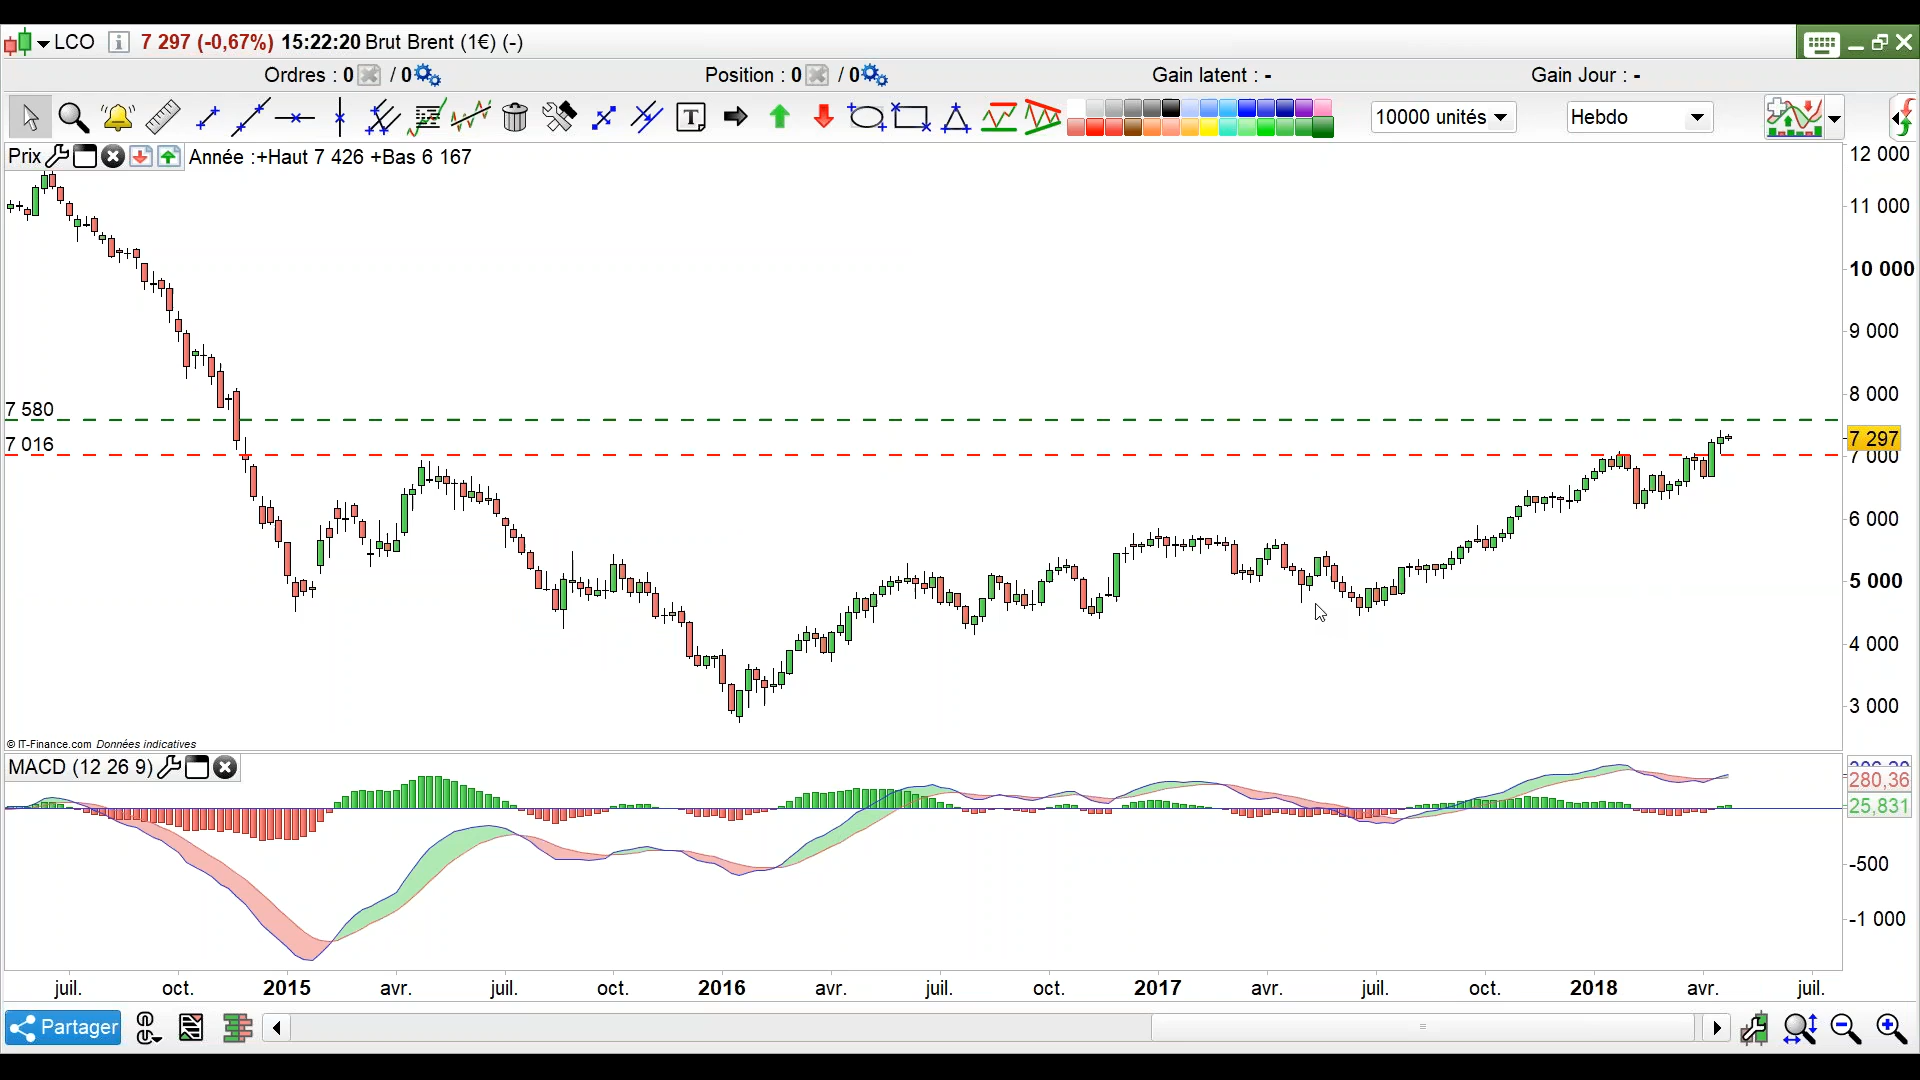 LCO i 7 297 (-0,67%) 15:22:20 Brut Brent (1€) (-)
Ordres : 0 / 0 Position : 0 / 0 Gain latent : - Gain Jour : -
T 10000 unités Hebdo
Prix Année :+Haut 7 426 +Bas 6 167
12 000
11 000
10 000
9 000
8 000
7 580
7 297
7 016
7 000
6 000
5 000
4 000
3 000
© IT-Finance.com Données indicatives
MACD (12 26 9)
280,36
25,831
-500
-1 000
juil. oct. 2015 avr. juil. oct. 2016 avr. juil. oct. 2017 avr. juil. oct. 2018 avr. juil.
Partager